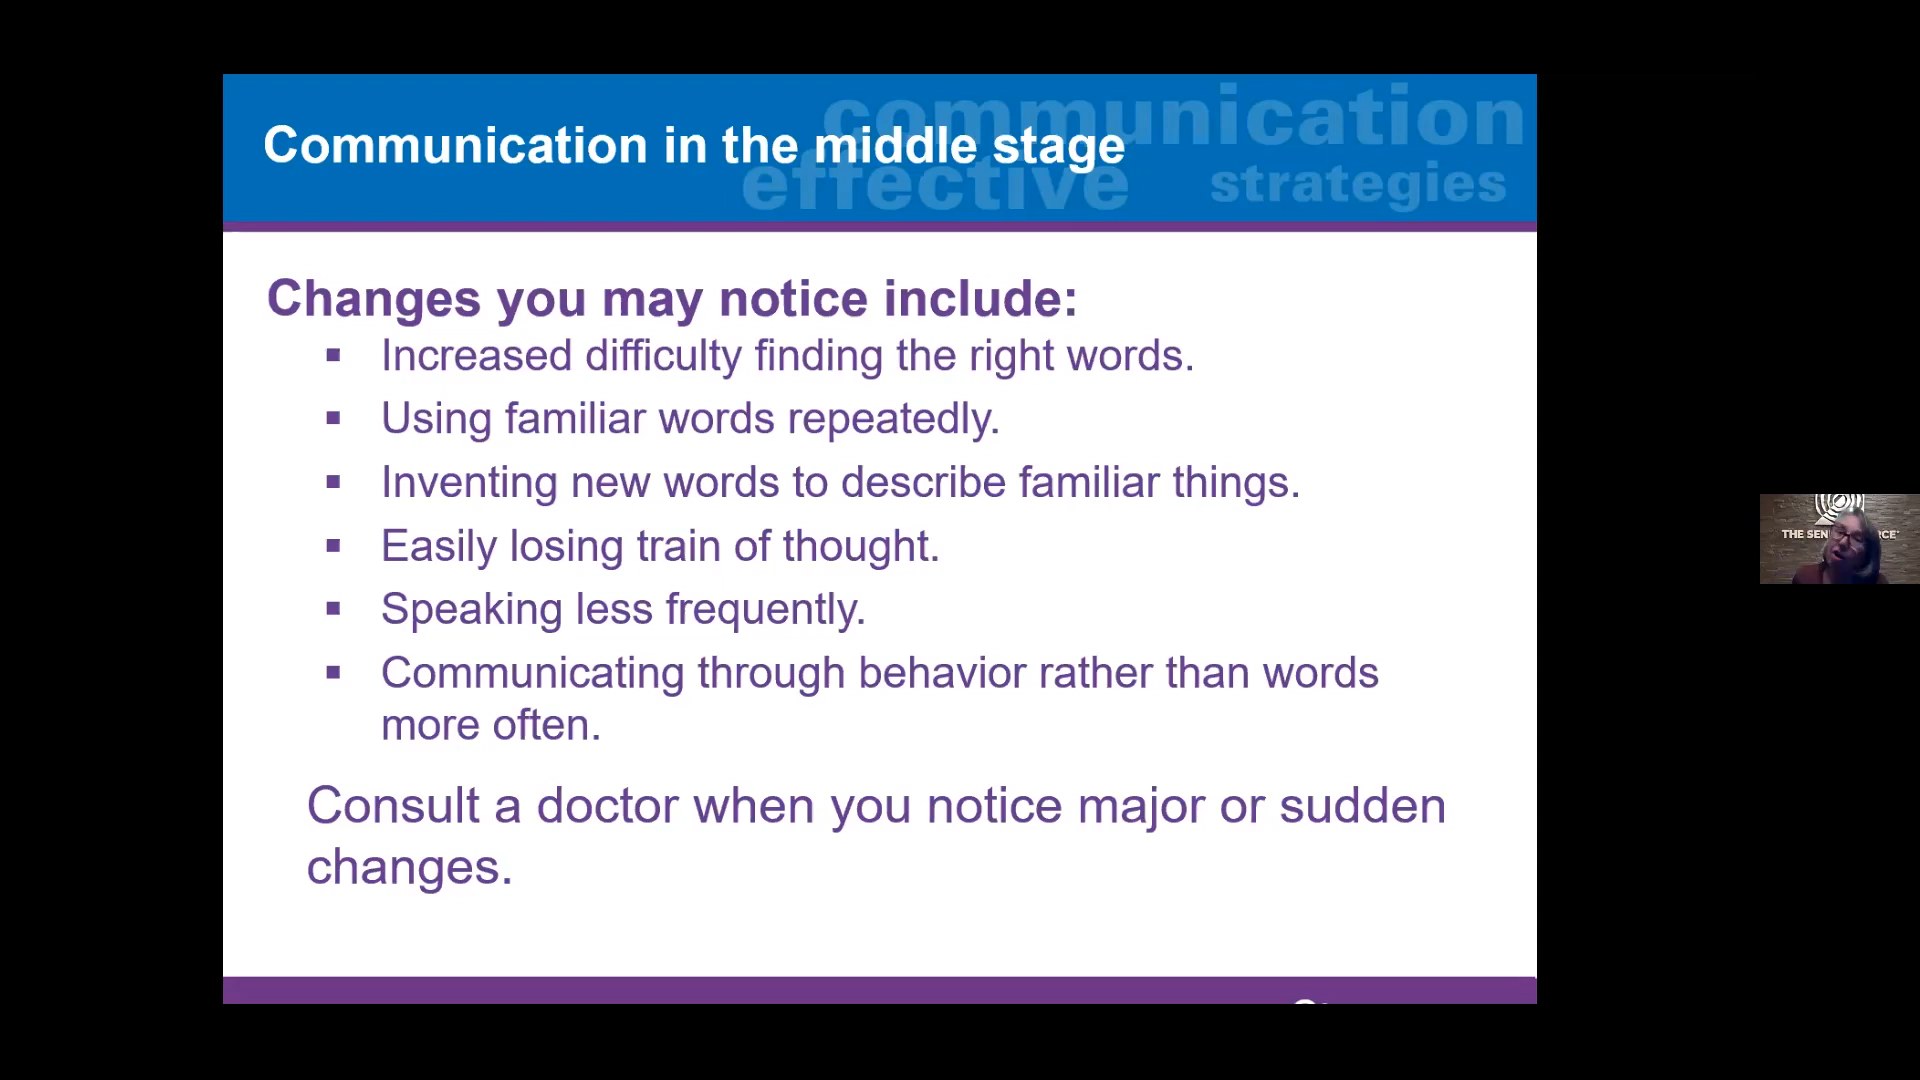 communication
Communication in the middle stage
effective strategies
Changes you may notice include:
▪ Increased difficulty finding the right words.
▪ Using familiar words repeatedly.
▪ Inventing new words to describe familiar things.
▪ Easily losing train of thought.
▪ Speaking less frequently.
▪ Communicating through behavior rather than words
more often.
Consult a doctor when you notice major or sudden
changes.
THE